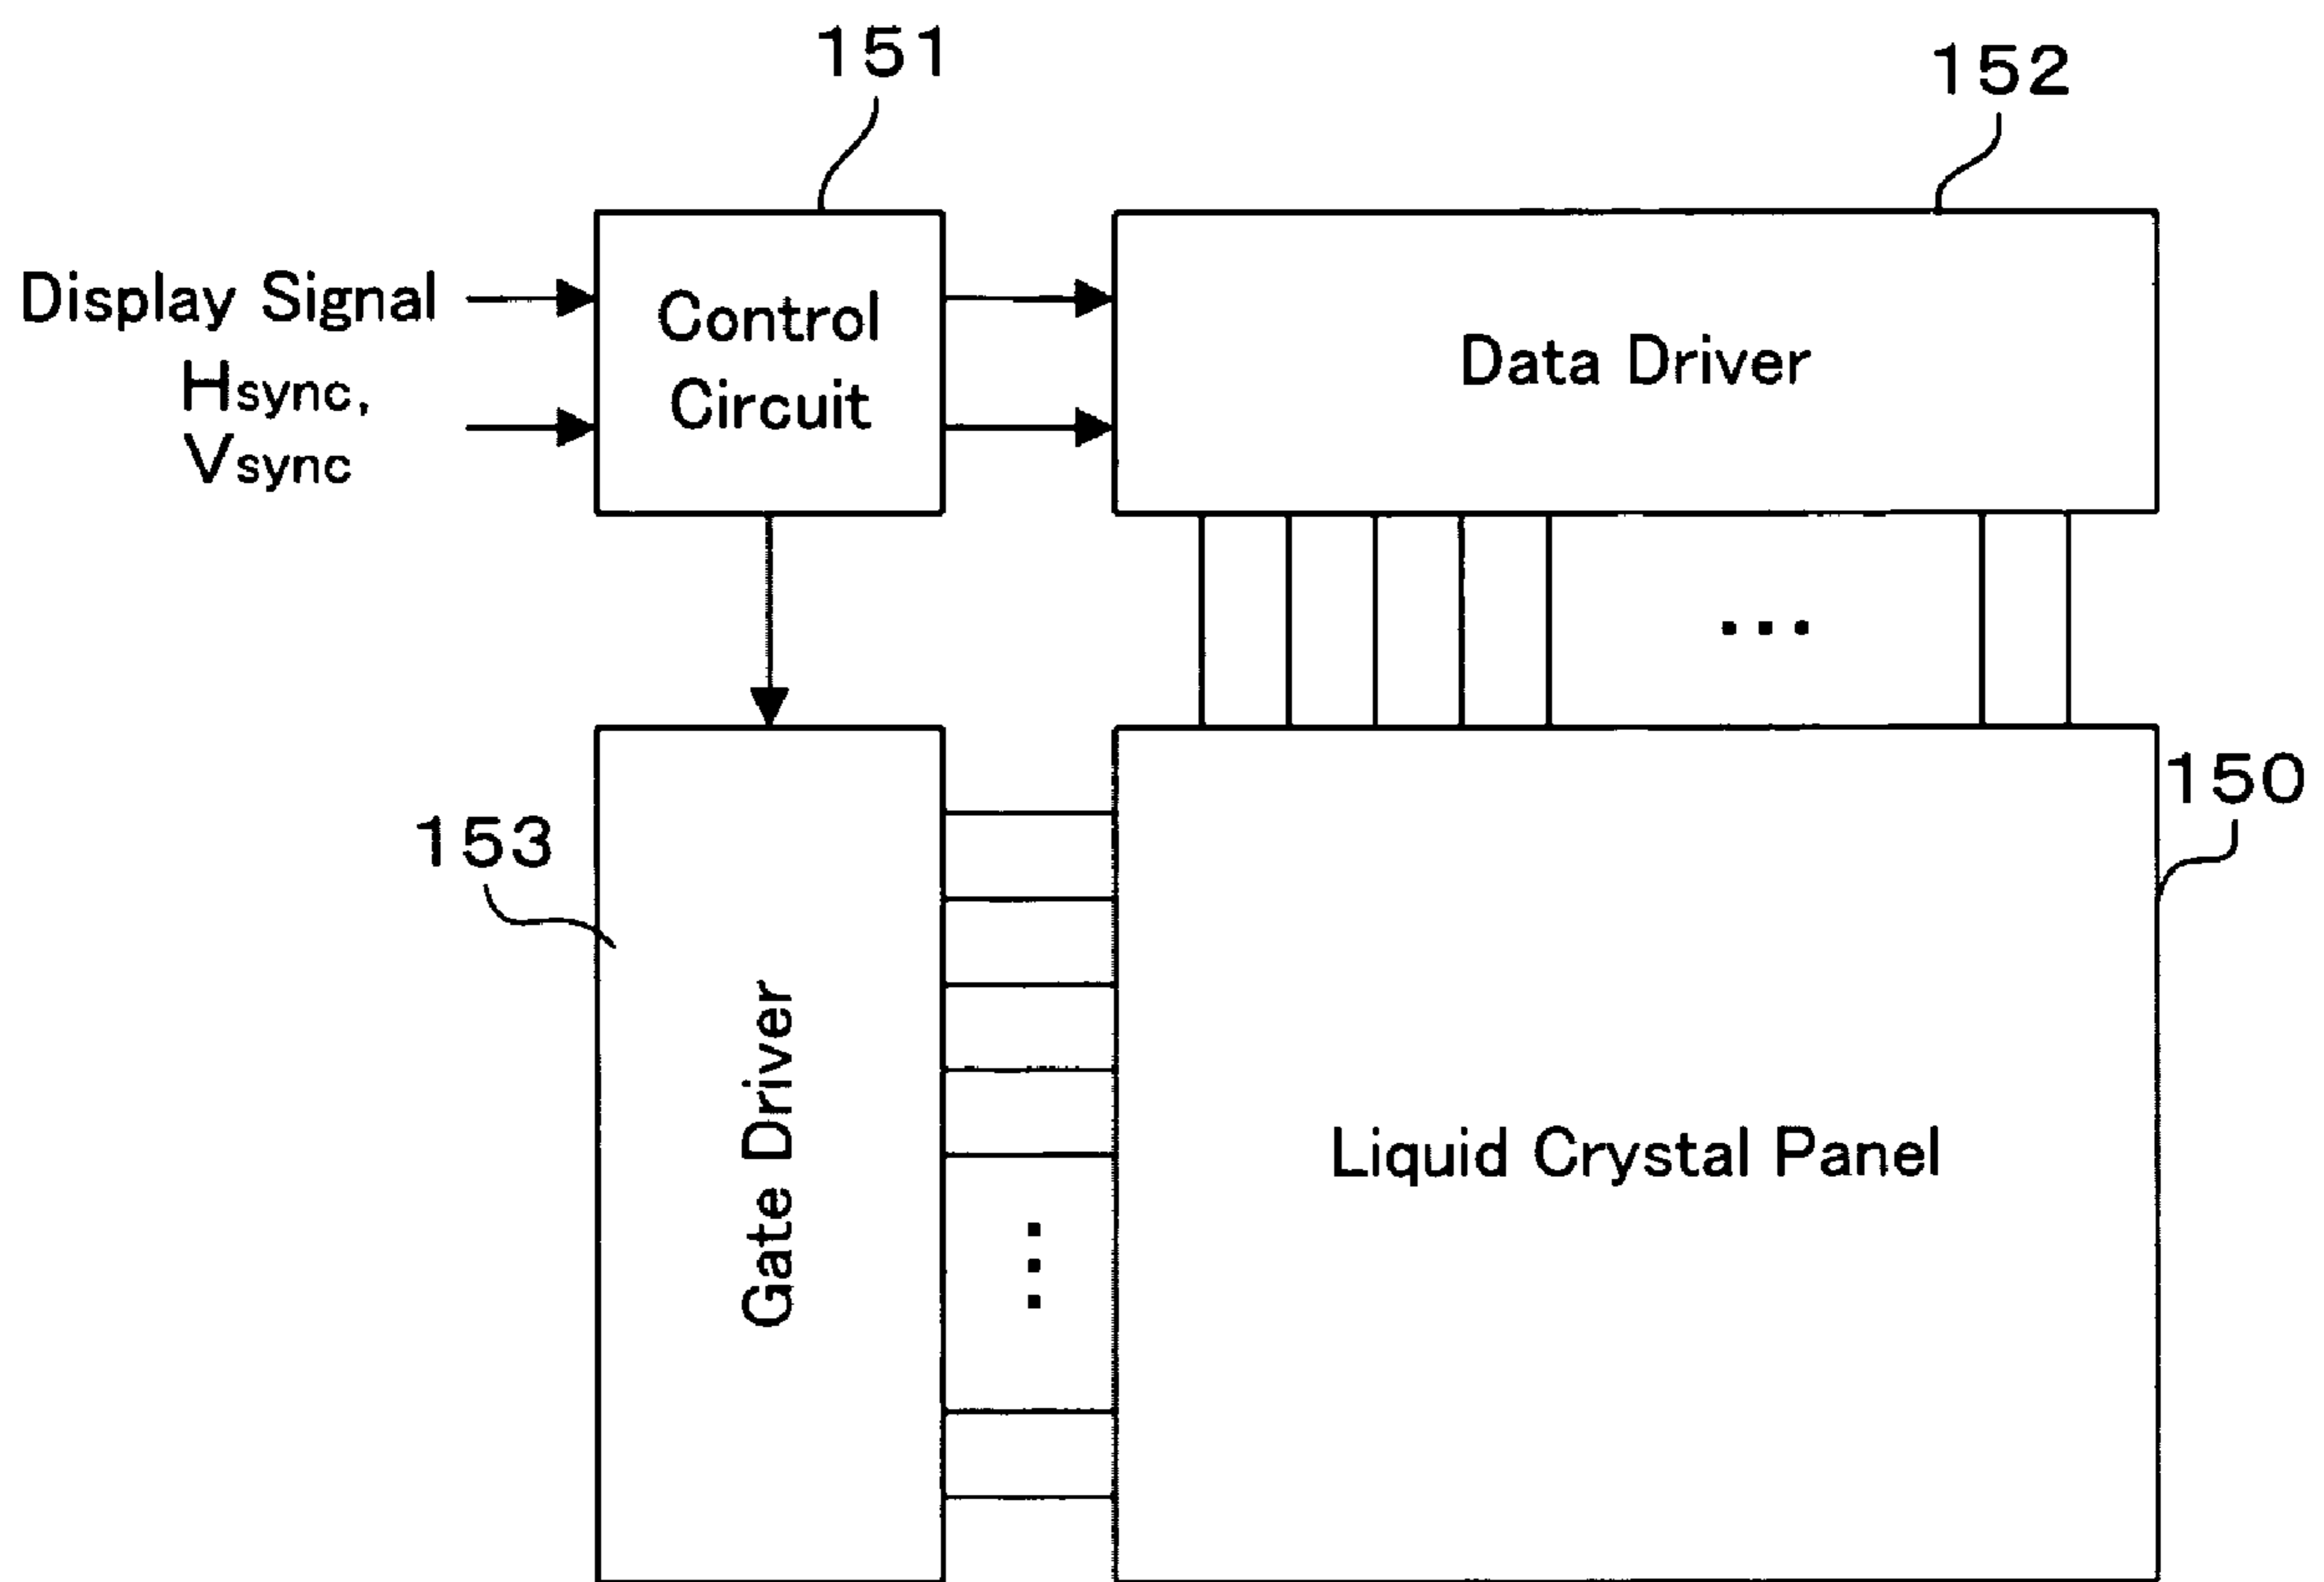 151
152
Display Signal
Hsync,
Vsync
Control
Circuit
Data Driver
150
153
Gate Driver
Liquid Crystal Panel